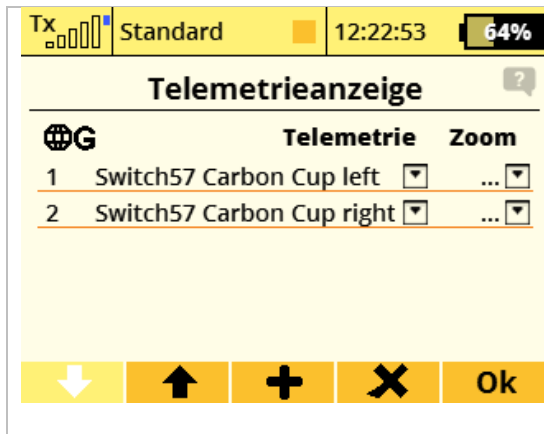 Tx Standard 12:22:53 64%
Telemetrieanzeige ?
G Telemetrie Zoom
1 Switch57 Carbon Cup left ...
2 Switch57 Carbon Cup right ...
Ok